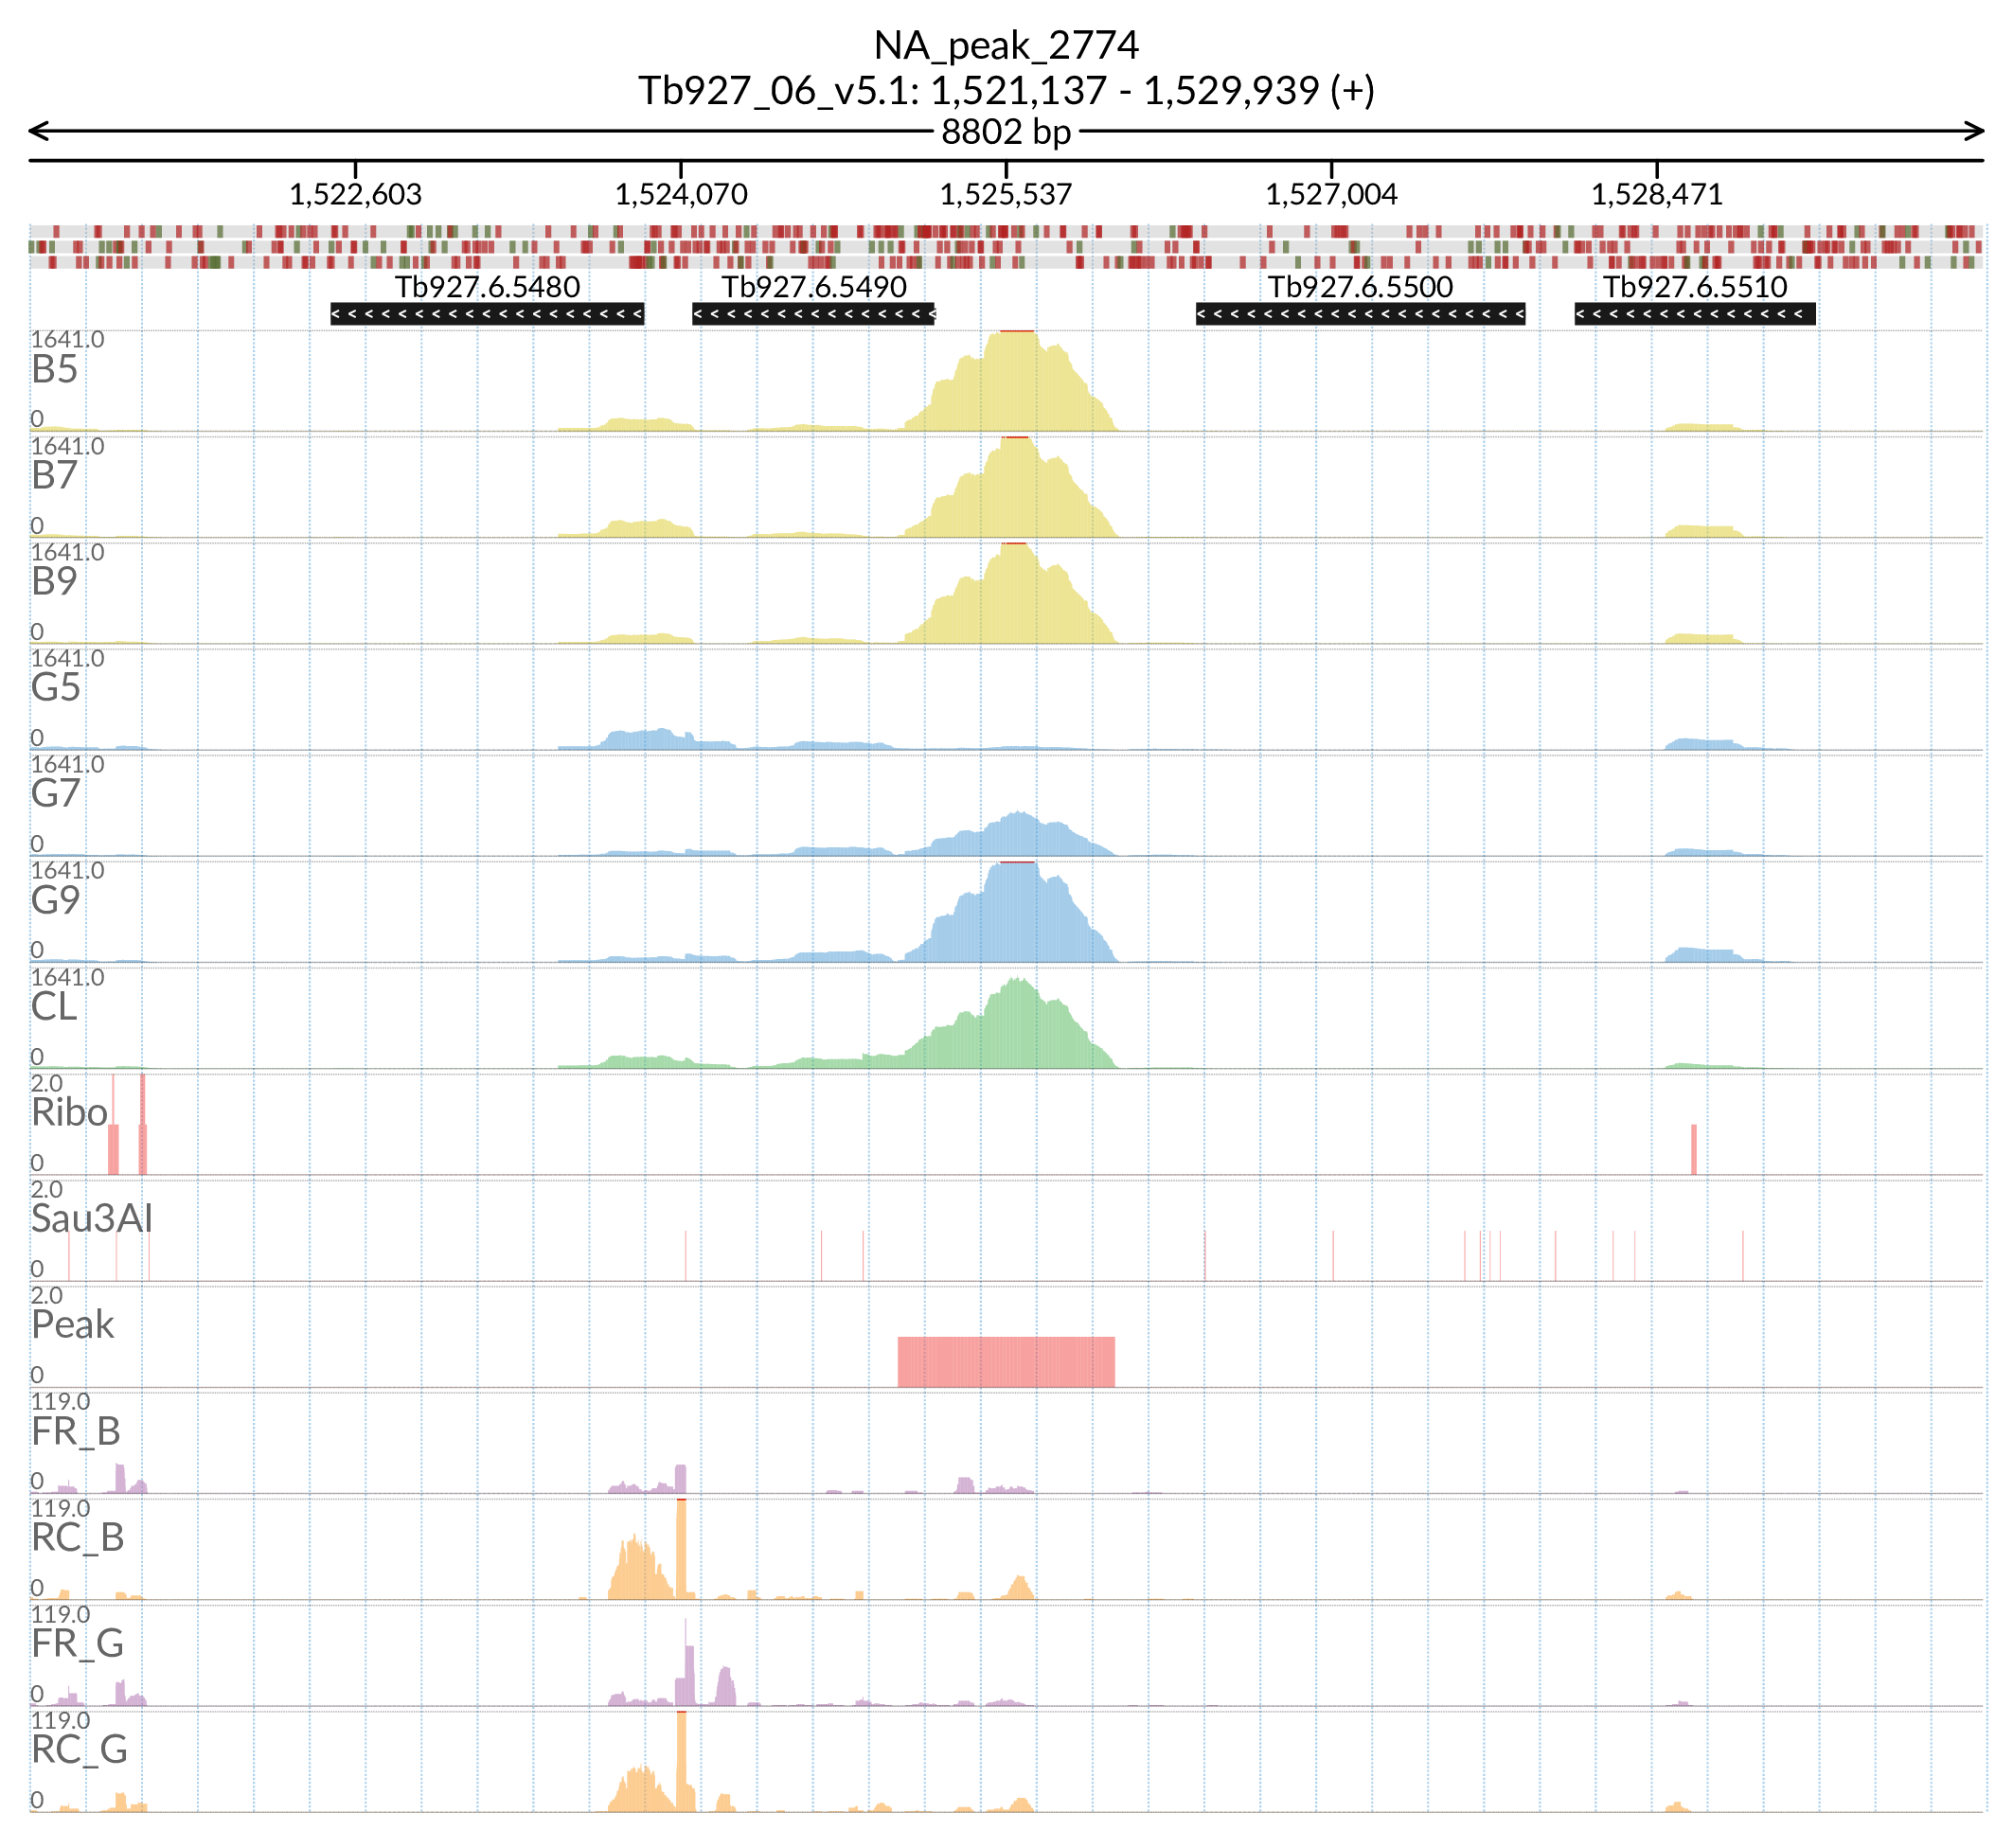 NA_peak_2774
Tb927_06_v5.1: 1,521,137 - 1,529,939 (+)
8802 bp
1,522,603 1,524,070 1,525,537 1,527,004 1,528,471
Tb927.6.5480 Tb927.6.5490 Tb927.6.5500 Tb927.6.5510
1641.0
B5
0
1641.0
B7
0
1641.0
B9
0
1641.0
G5
0
1641.0
G7
0
1641.0
G9
0
1641.0
CL
0
2.0
Ribo
0
2.0
Sau3AI
0
2.0
Peak
0
119.0
FR_B
0
119.0
RC_B
0
119.0
FR_G
0
119.0
RC_G
0